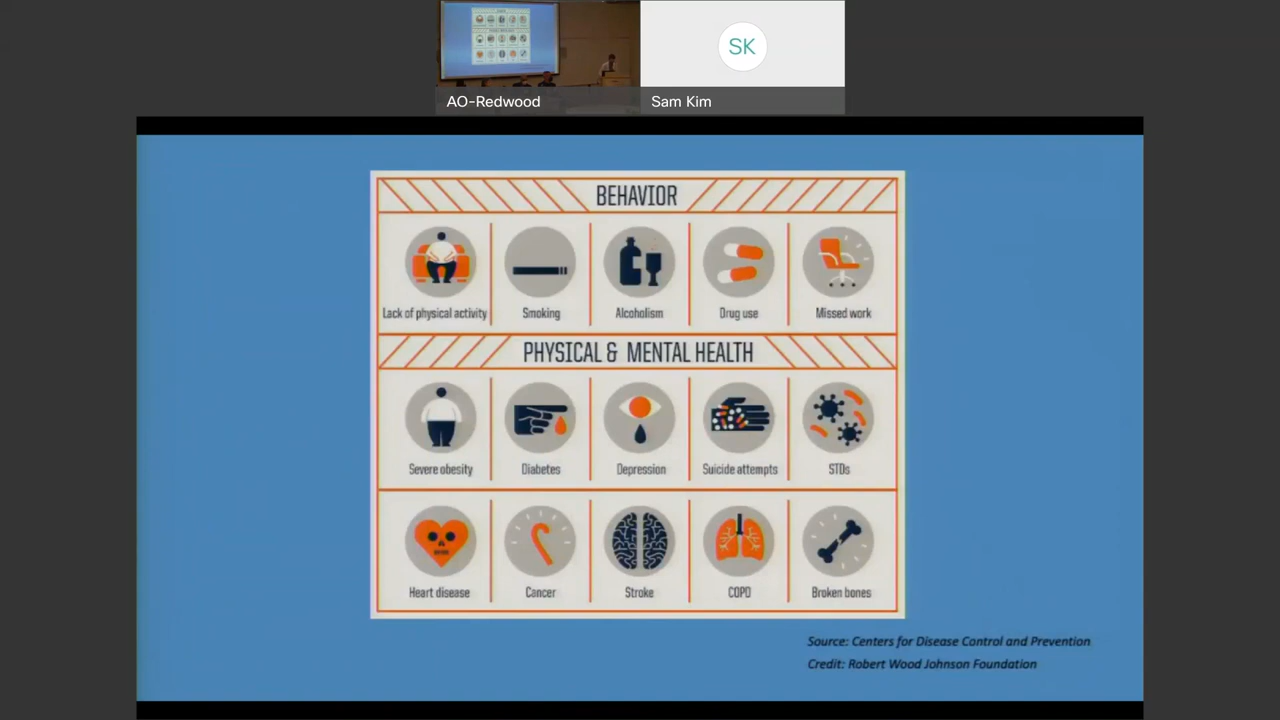 SK
AO-Redwood
Sam Kim
BEHAVIOR
Lack of physical activity
Smoking
Alcoholism
Drug use
Missed work
PHYSICAL & MENTAL HEALTH
Severe obesity
Diabetes
Depression
Suicide attempts
STDs
Heart disease
Cancer
Stroke
COPD
Broken bones
Source: Centers for Disease Control and Prevention
Credit: Robert Wood Johnson Foundation